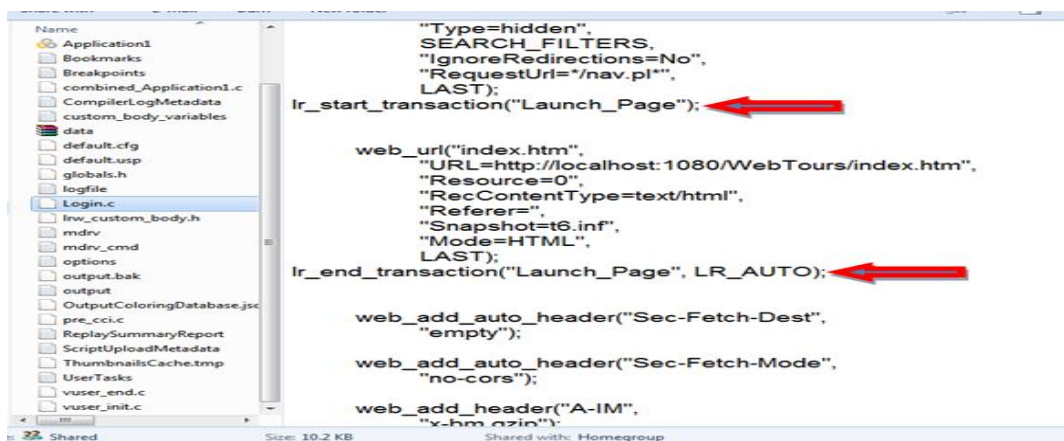 Name
Application1
Bookmarks
Breakpoints
combined_Application1.c
CompilerLogMetadata
custom_body_variables
data
default.cfg
default.usp
globals.h
logfile
Login.c
lrw_custom_body.h
mdrv
mdrv_cmd
options
output.bak
output
OutputColoringDatabase.jsc
pre_cci.c
ReplaySummaryReport
ScriptUploadMetadata
ThumbnailsCache.tmp
UserTasks
vuser_end.c
vuser_init.c
"Type=hidden",
SEARCH_FILTERS,
"IgnoreRedirections=No",
"RequestUrl=*/nav.pl*",
LAST);
lr_start_transaction("Launch_Page");
web_url("index.htm",
"URL=http://localhost:1080/WebTours/index.htm",
"Resource=0",
"RecContentType=text/html",
"Referer=",
"Snapshot=t6.inf",
"Mode=HTML",
LAST);
lr_end_transaction("Launch_Page", LR_AUTO);
web_add_auto_header("Sec-Fetch-Dest",
"empty");
web_add_auto_header("Sec-Fetch-Mode",
"no-cors");
web_add_header("A-IM",
"x-bm,gzip");
Shared Size: 10.2 KB Shared with: Homegroup